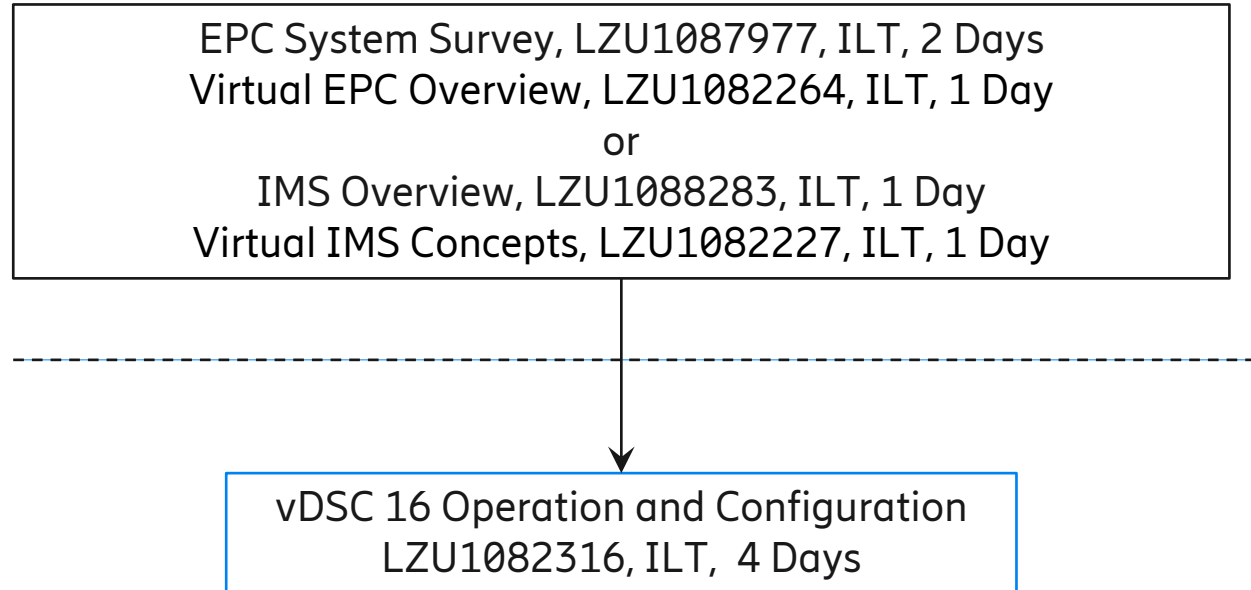 EPC System Survey, LZU1087977, ILT, 2 Days
Virtual EPC Overview, LZU1082264, ILT, 1 Day
or
IMS Overview, LZU1088283, ILT, 1 Day
Virtual IMS Concepts, LZU1082227, ILT, 1 Day
vDSC 16 Operation and Configuration
LZU1082316, ILT,  4 Days